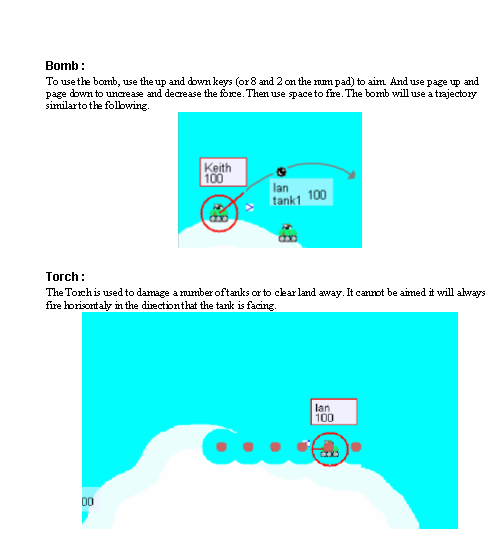 Bomb :
To use the bomb, use the up and down keys (or 8 and 2 on the num pad) to aim. And use page up and
page down to uncrease and decrease the force. Then use space to fire. The bomb will use a trajectory
similar to the following.
Keith
100
Ian
tank1 100
Torch :
The Torch is used to damage a number of tanks or to clear land away. It cannot be aimed it will always
fire horisontaly in the direction that the tank is facing.
Ian
100
00